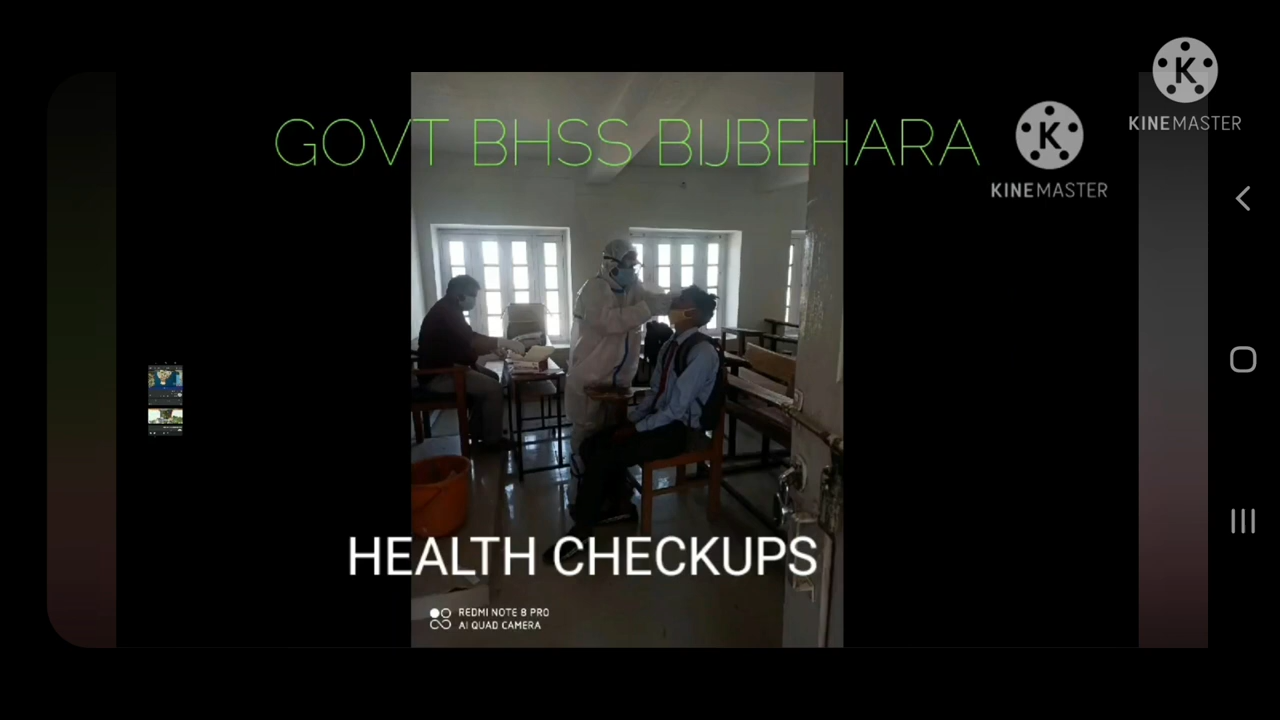 GOVT BHSS BIJBEHARA
KINEMASTER
KINEMASTER
HEALTH CHECKUPS
REDMI NOTE 8 PRO
AI QUAD CAMERA